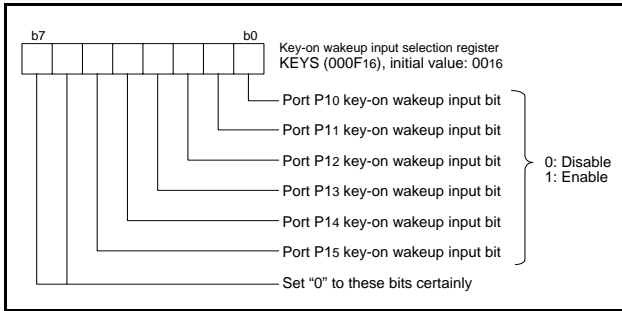 b7 b0
Key-on wakeup input selection register
KEYS (000F16), initial value: 0016
Port P10 key-on wakeup input bit
Port P11 key-on wakeup input bit
Port P12 key-on wakeup input bit
Port P13 key-on wakeup input bit
0: Disable
1: Enable
Port P14 key-on wakeup input bit
Port P15 key-on wakeup input bit
Set “0” to these bits certainly